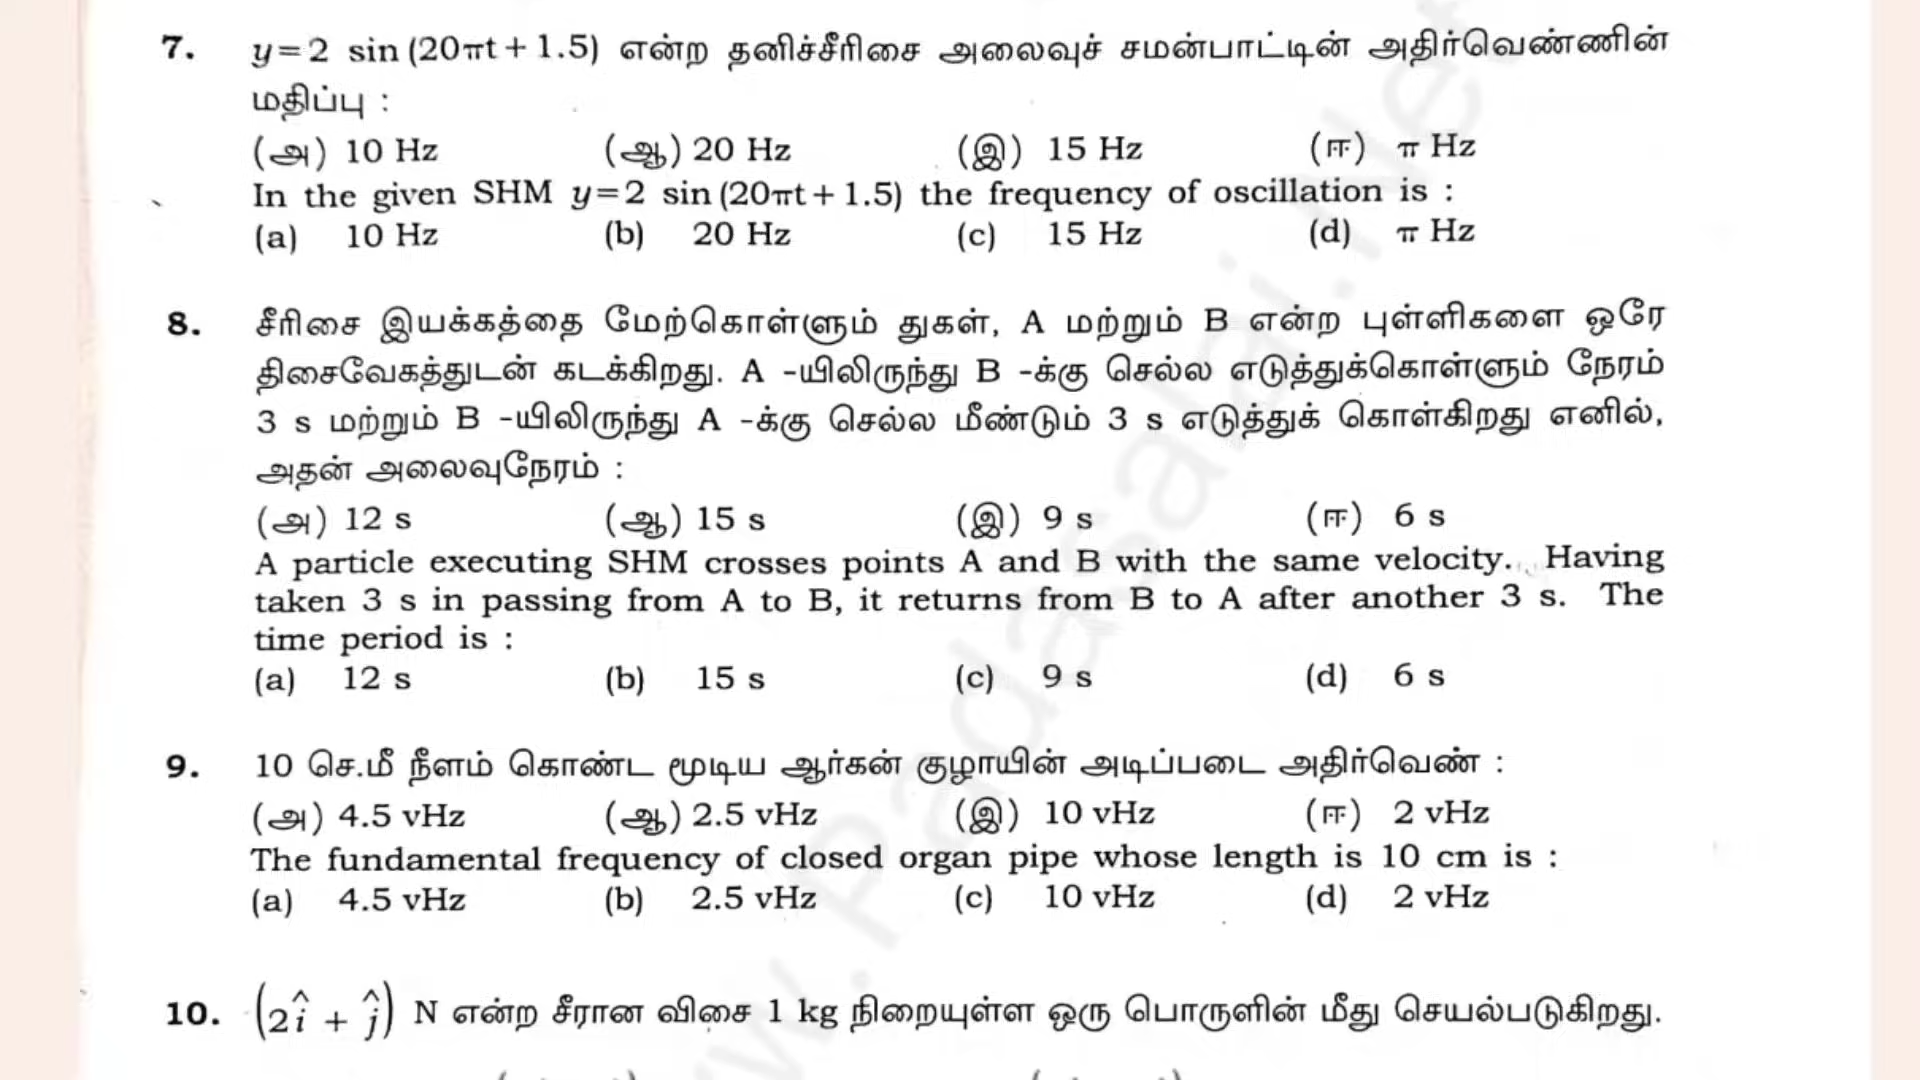 7. y=2 sin(20πt+1.5) என்ற தனிச்சீரிசை அலைவுச் சமன்பாட்டின் அதிர்வெண்ணின்
மதிப்பு :
(அ) 10 Hz (ஆ) 20 Hz (இ) 15 Hz (ஈ) π Hz
In the given SHM y=2 sin(20πt+1.5) the frequency of oscillation is :
(a) 10 Hz (b) 20 Hz (c) 15 Hz (d) π Hz
8. சீரிசை இயக்கத்தை மேற்கொள்ளும் துகள், A மற்றும் B என்ற புள்ளிகளை ஒரே
திசைவேகத்துடன் கடக்கிறது. A -யிலிருந்து B -க்கு செல்ல எடுத்துக்கொள்ளும் நேரம்
3 s மற்றும் B -யிலிருந்து A -க்கு செல்ல மீண்டும் 3 s எடுத்துக் கொள்கிறது எனில்,
அதன் அலைவுநேரம் :
(அ) 12 s (ஆ) 15 s (இ) 9 s (ஈ) 6 s
A particle executing SHM crosses points A and B with the same velocity. Having
taken 3 s in passing from A to B, it returns from B to A after another 3 s. The
time period is :
(a) 12 s (b) 15 s (c) 9 s (d) 6 s
9. 10 செ.மீ நீளம் கொண்ட மூடிய ஆர்கன் குழாயின் அடிப்படை அதிர்வெண் :
(அ) 4.5 vHz (ஆ) 2.5 vHz (இ) 10 vHz (ஈ) 2 vHz
The fundamental frequency of closed organ pipe whose length is 10 cm is :
(a) 4.5 vHz (b) 2.5 vHz (c) 10 vHz (d) 2 vHz
10. (2î + ĵ) N என்ற சீரான விசை 1 kg நிறையுள்ள ஒரு பொருளின் மீது செயல்படுகிறது.
w.Padasalai.Net